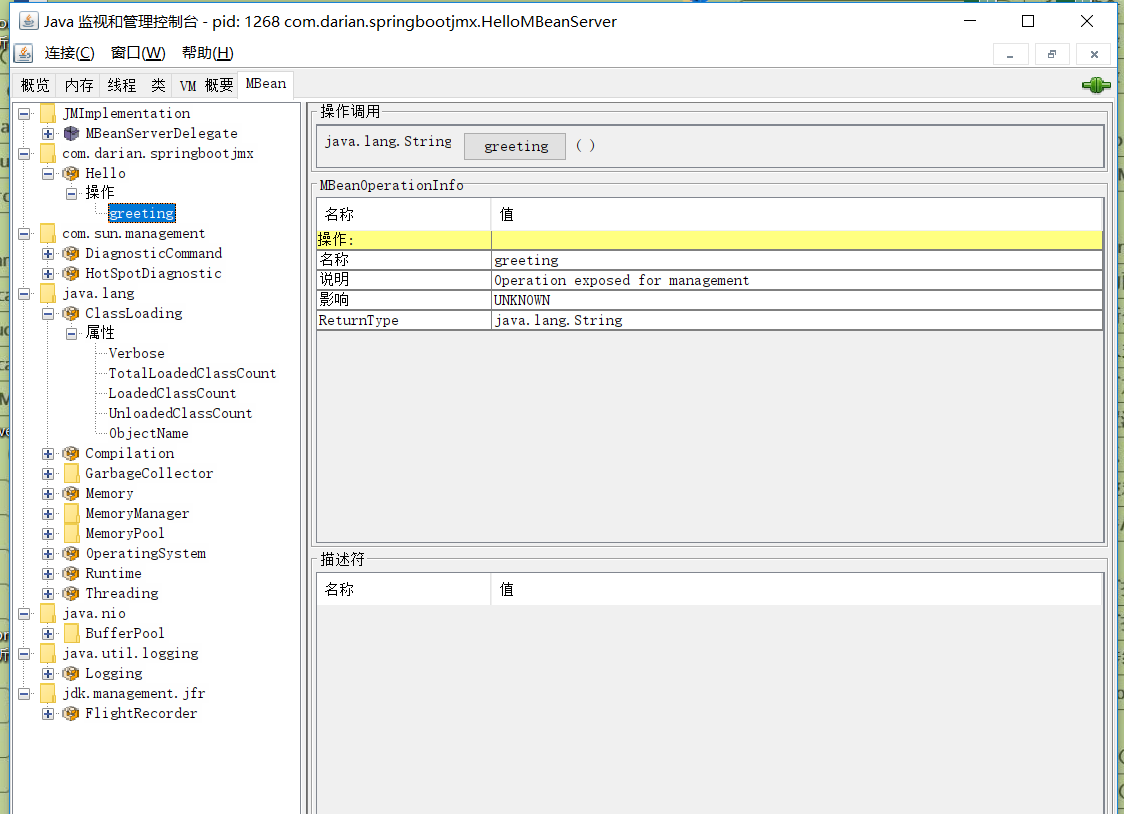 Java 监视和管理控制台 - pid: 1268 com.darian.springbootjmx.HelloMBeanServer
连接(C) 窗口(W) 帮助(H)
概览 内存 线程 类 VM 概要 MBean
JMImplementation
MBeanServerDelegate
com.darian.springbootjmx
Hello
操作
greeting
com.sun.management
DiagnosticCommand
HotSpotDiagnostic
java.lang
ClassLoading
属性
Verbose
TotalLoadedClassCount
LoadedClassCount
UnloadedClassCount
ObjectName
Compilation
GarbageCollector
Memory
MemoryManager
MemoryPool
OperatingSystem
Runtime
Threading
java.nio
BufferPool
java.util.logging
Logging
jdk.management.jfr
FlightRecorder
操作调用
java.lang.String greeting ( )
MBeanOperationInfo
名称 值
操作:
名称 greeting
说明 Operation exposed for management
影响 UNKNOWN
ReturnType java.lang.String
描述符
名称 值